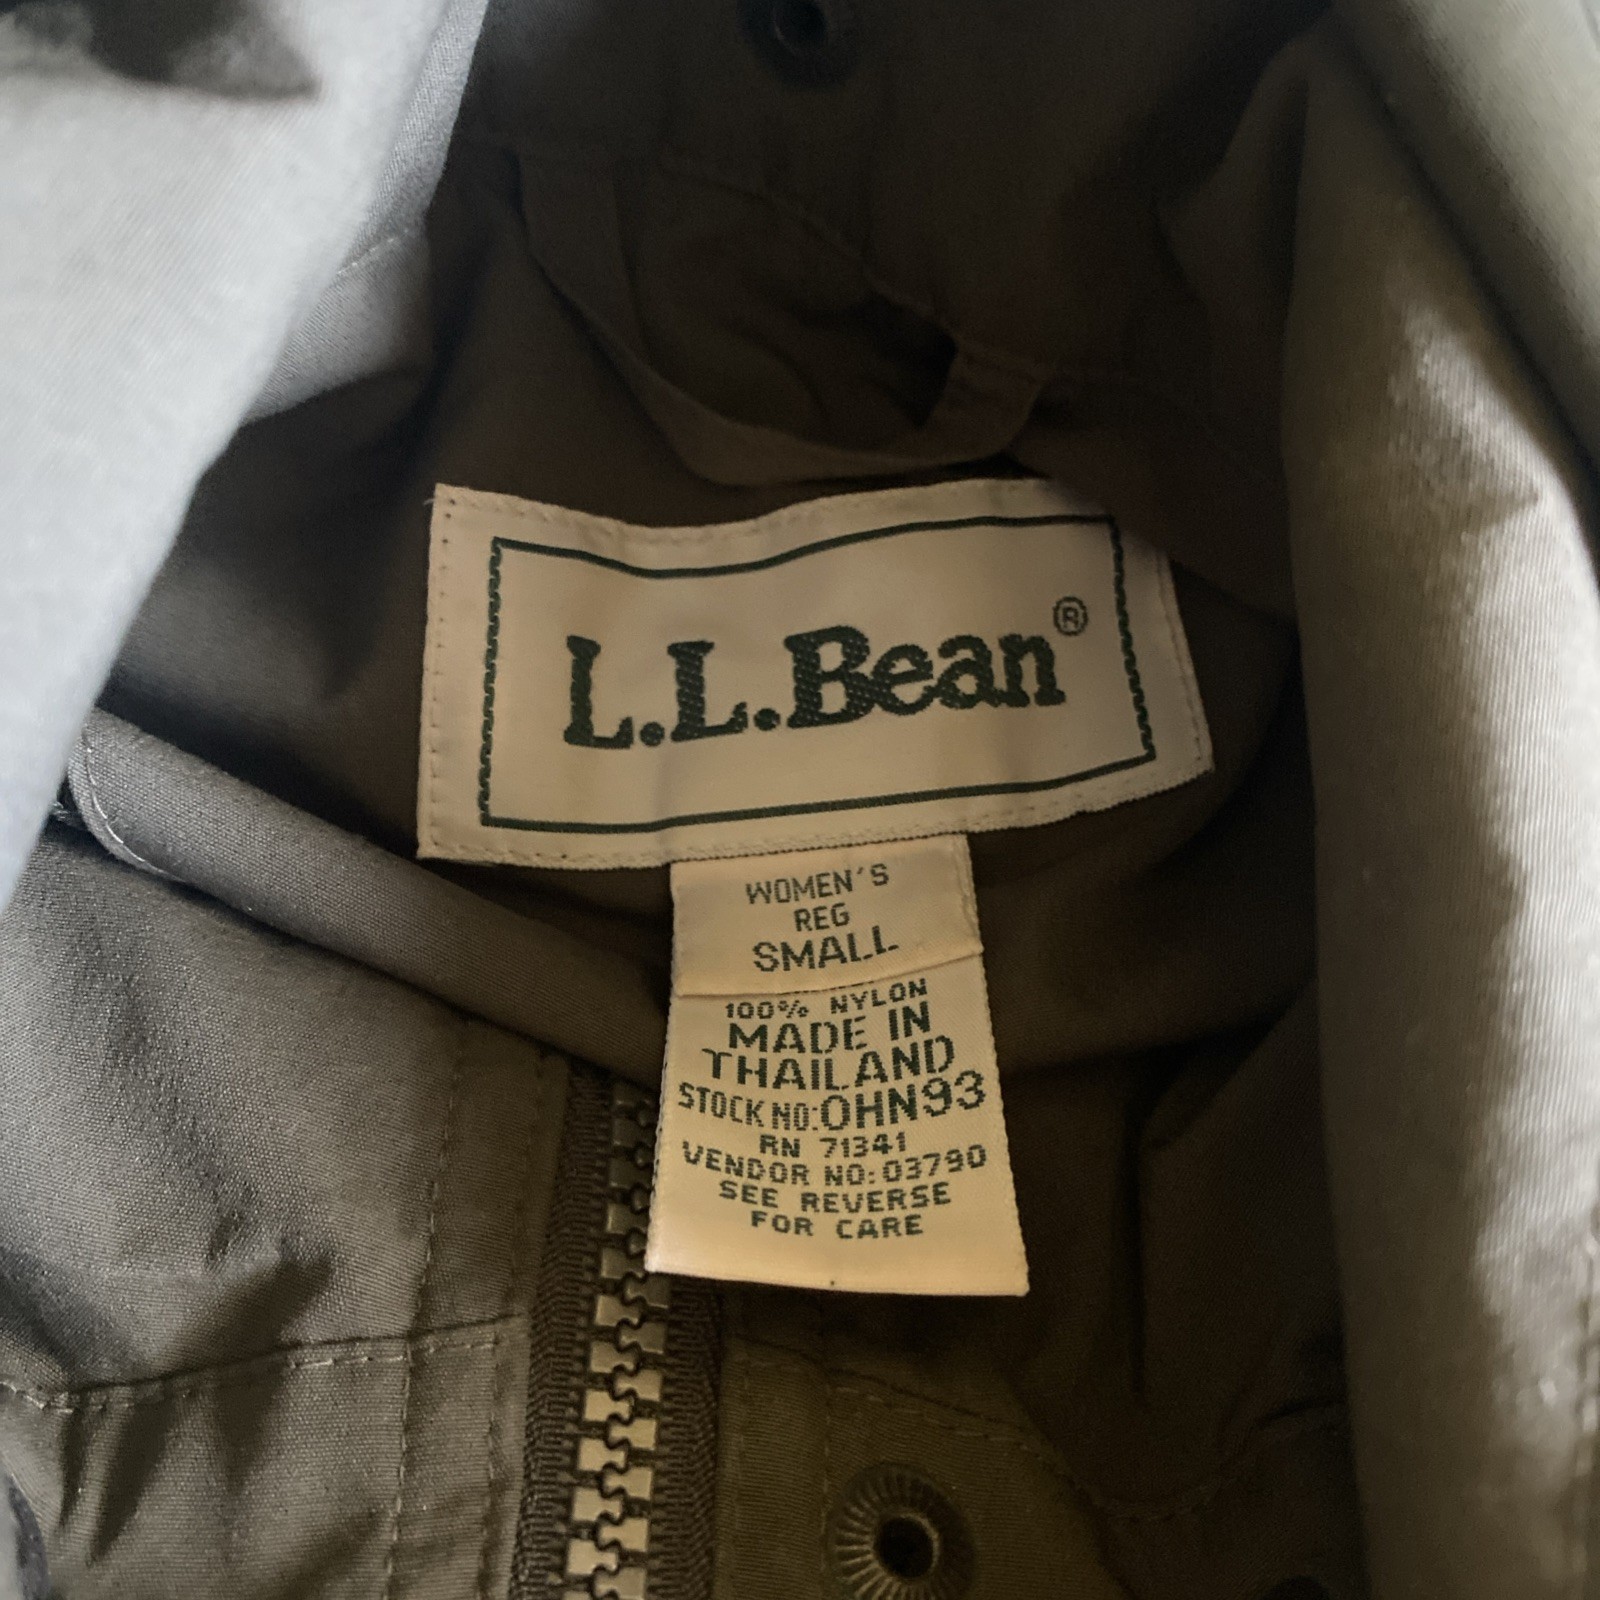 L.L.Bean®
WOMEN'S
REG
SMALL
100% NYLON
MADE IN
THAILAND
STOCK NO:OHN93
RN 71341
VENDOR NO:03790
SEE REVERSE
FOR CARE